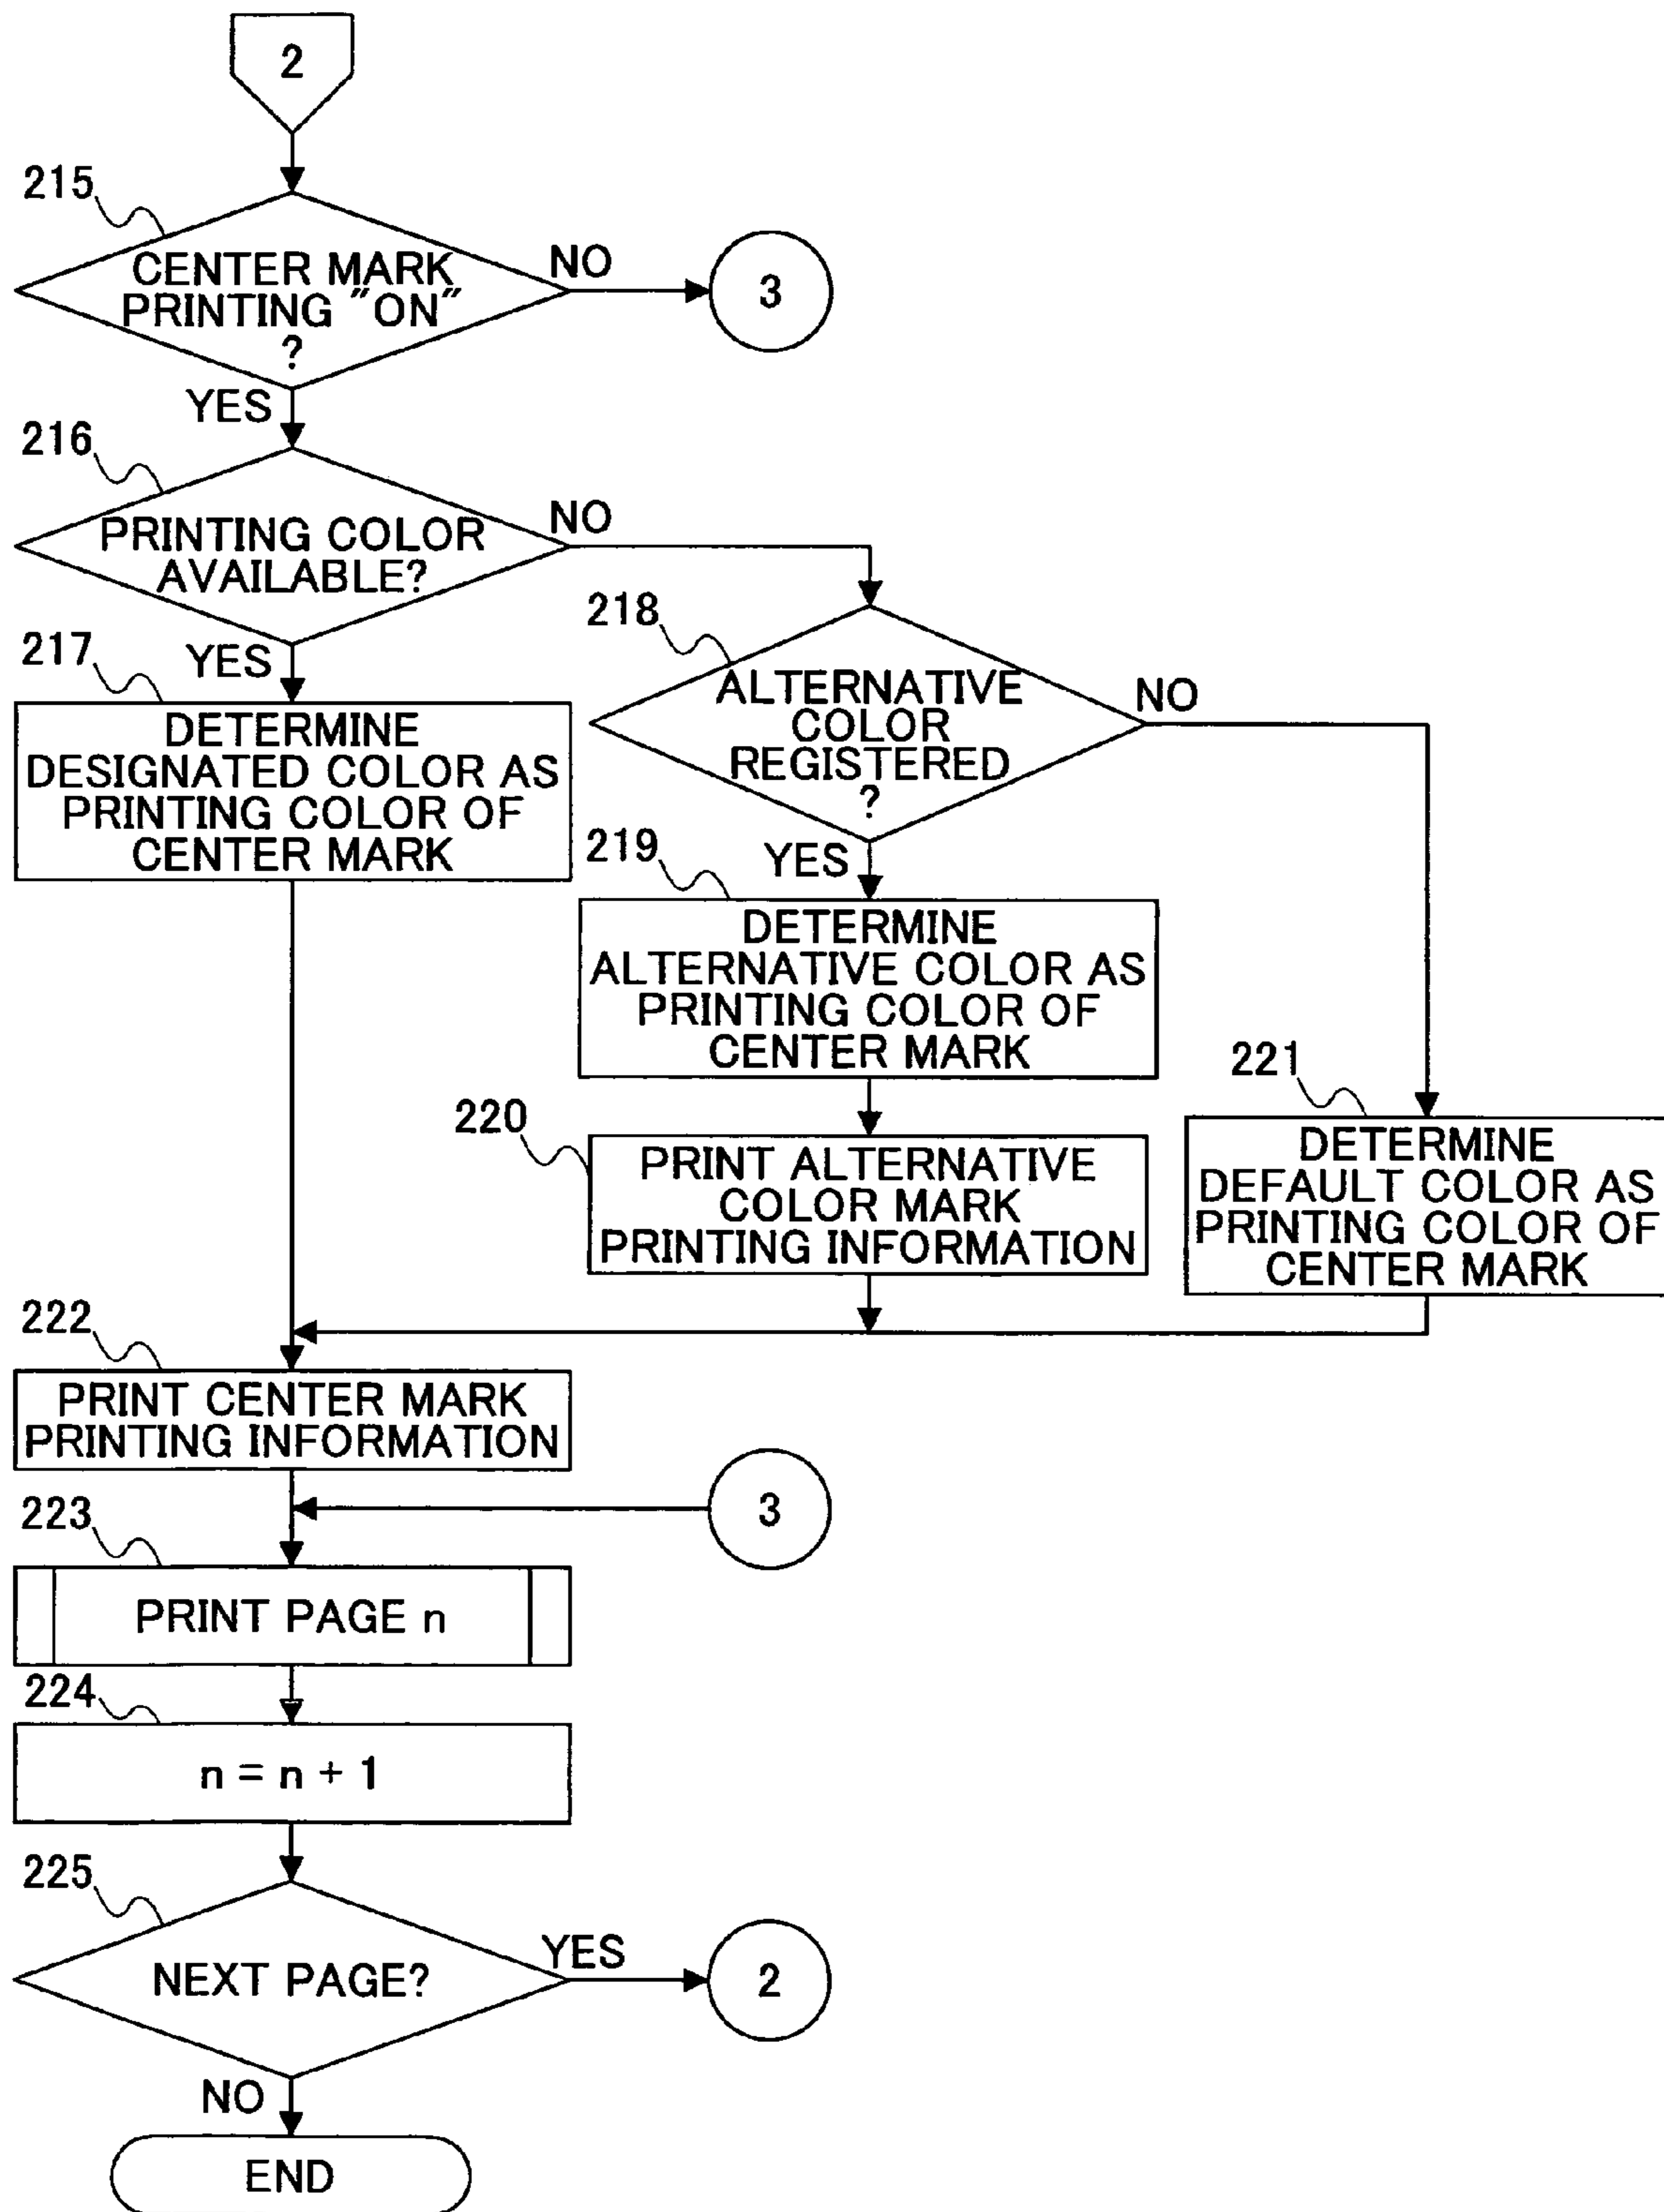 2
215
CENTER MARK
PRINTING "ON"
?
NO
3
YES
216
PRINTING COLOR
AVAILABLE?
NO
YES
217
DETERMINE
DESIGNATED COLOR AS
PRINTING COLOR OF
CENTER MARK
218
ALTERNATIVE
COLOR
REGISTERED
?
NO
YES
219
DETERMINE
ALTERNATIVE COLOR AS
PRINTING COLOR OF
CENTER MARK
220
PRINT ALTERNATIVE
COLOR MARK
PRINTING INFORMATION
221
DETERMINE
DEFAULT COLOR AS
PRINTING COLOR OF
CENTER MARK
222
PRINT CENTER MARK
PRINTING INFORMATION
3
223
PRINT PAGE n
224
n = n + 1
225
NEXT PAGE?
YES
2
NO
END